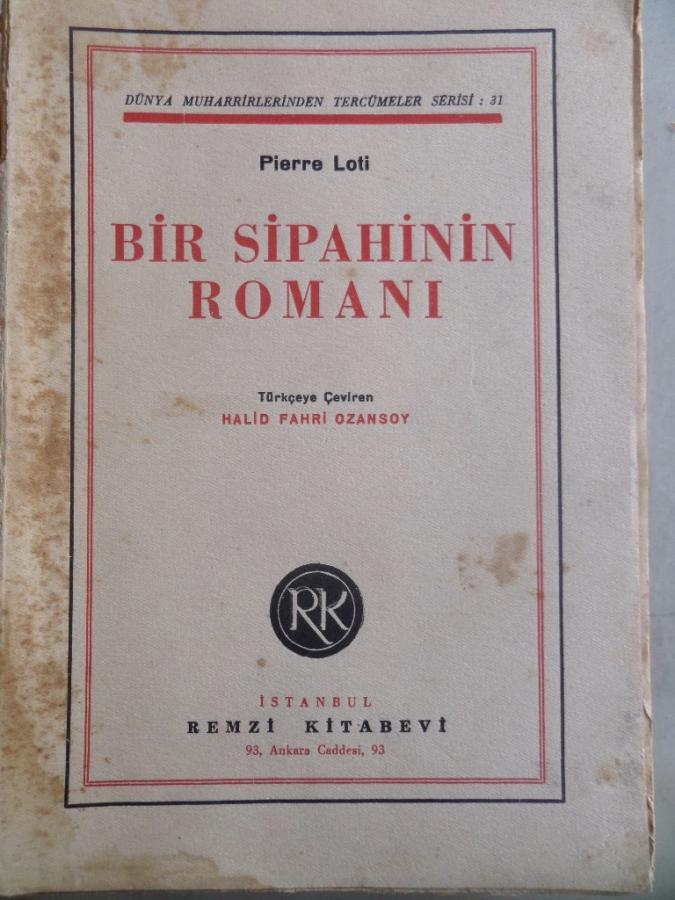 DÜNYA MUHARRİRLERİNDEN TERCÜMELER SERİSİ : 31
Pierre Loti
BİR SİPAHİNİN
ROMANI
Türkçeye Çeviren
HALİD FAHRİ OZANSOY
RK
İSTANBUL
REMZİ KİTABEVİ
93, Ankara Caddesi, 93